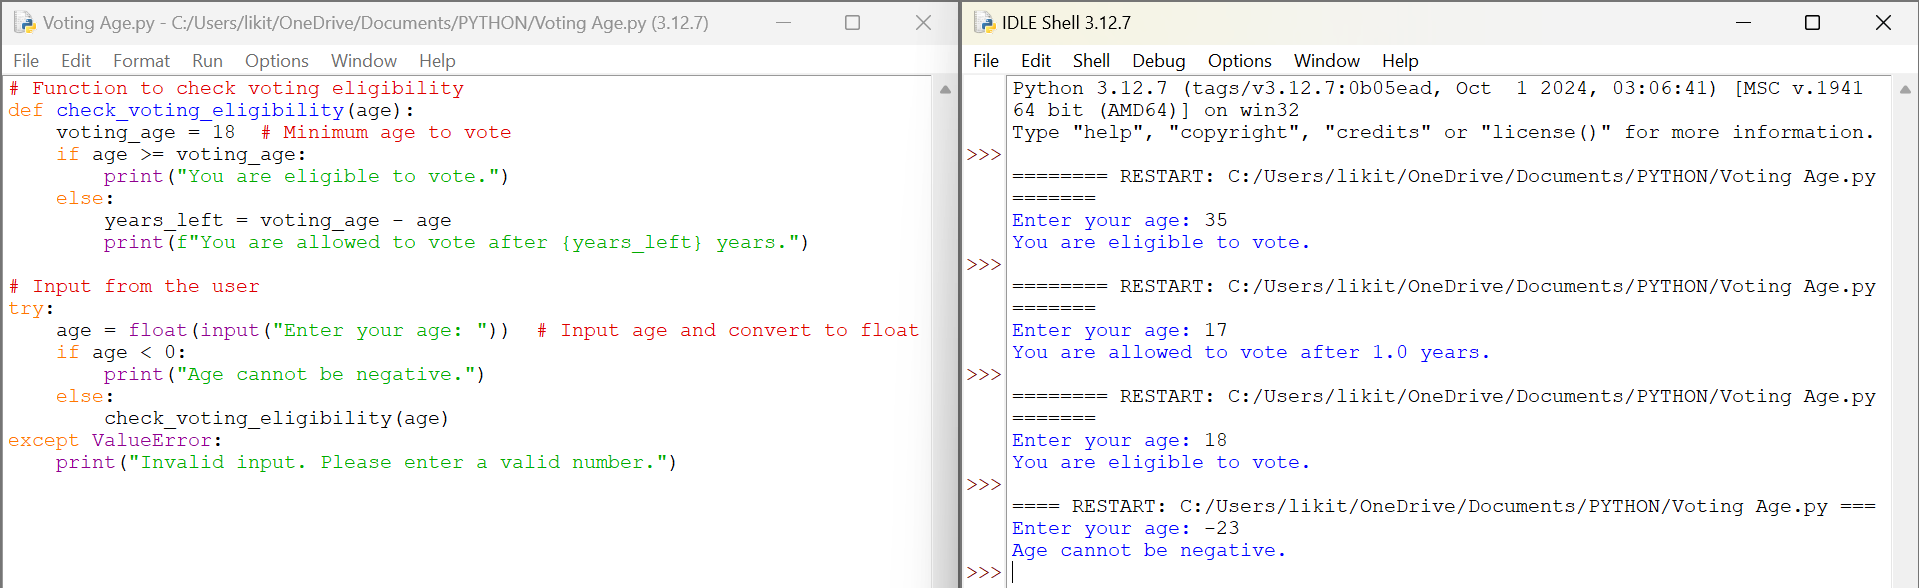 Voting Age.py - C:/Users/likit/OneDrive/Documents/PYTHON/Voting Age.py (3.12.7)
File Edit Format Run Options Window Help
# Function to check voting eligibility
def check_voting_eligibility(age):
    voting_age = 18  # Minimum age to vote
    if age >= voting_age:
        print("You are eligible to vote.")
    else:
        years_left = voting_age - age
        print(f"You are allowed to vote after {years_left} years.")

# Input from the user
try:
    age = float(input("Enter your age: "))  # Input age and convert to float
    if age < 0:
        print("Age cannot be negative.")
    else:
        check_voting_eligibility(age)
except ValueError:
    print("Invalid input. Please enter a valid number.")
IDLE Shell 3.12.7
File Edit Shell Debug Options Window Help
Python 3.12.7 (tags/v3.12.7:0b05ead, Oct  1 2024, 03:06:41) [MSC v.1941
64 bit (AMD64)] on win32
Type "help", "copyright", "credits" or "license()" for more information.
>>>
======== RESTART: C:/Users/likit/OneDrive/Documents/PYTHON/Voting Age.py
=======
Enter your age: 35
You are eligible to vote.
>>>
======== RESTART: C:/Users/likit/OneDrive/Documents/PYTHON/Voting Age.py
=======
Enter your age: 17
You are allowed to vote after 1.0 years.
>>>
======== RESTART: C:/Users/likit/OneDrive/Documents/PYTHON/Voting Age.py
=======
Enter your age: 18
You are eligible to vote.
>>>
==== RESTART: C:/Users/likit/OneDrive/Documents/PYTHON/Voting Age.py ===
Enter your age: -23
Age cannot be negative.
>>>